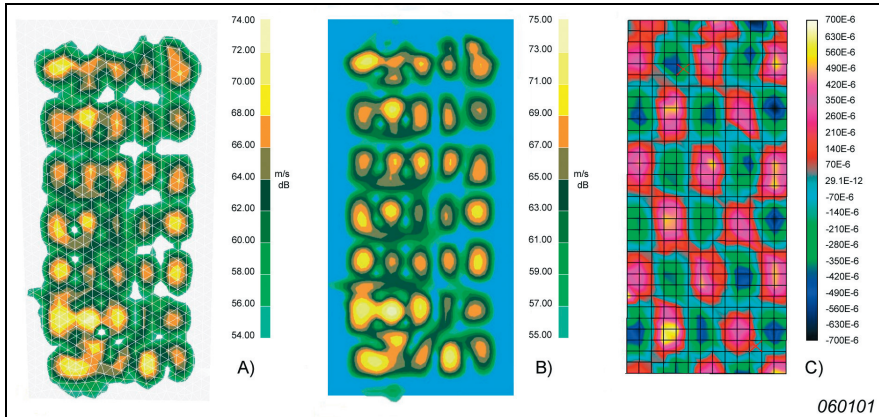 74.00
72.00
70.00
68.00
66.00
64.00
62.00
60.00
58.00
56.00
54.00
m/s
dB
A)
75.00
73.00
71.00
69.00
67.00
65.00
63.00
61.00
59.00
57.00
55.00
m/s
dB
B)
700E-6
630E-6
560E-6
490E-6
420E-6
350E-6
280E-6
210E-6
140E-6
70E-6
29.1E-12
-70E-6
-140E-6
-210E-6
-280E-6
-350E-6
-420E-6
-490E-6
-560E-6
-630E-6
-700E-6
C)
060101